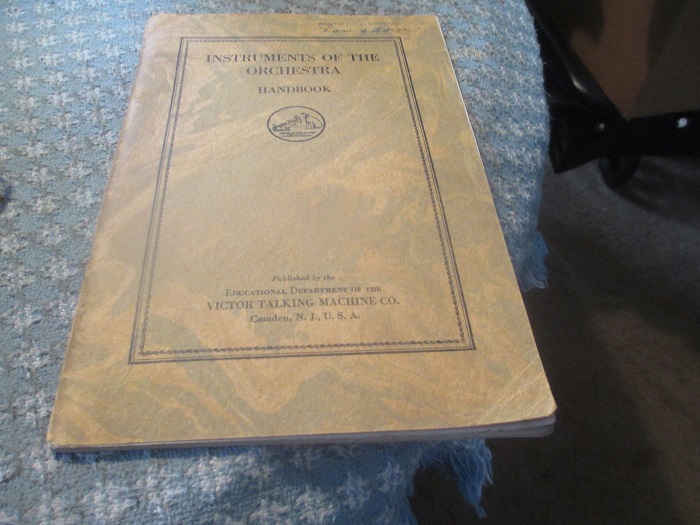 INSTRUMENTS OF THE
ORCHESTRA
HANDBOOK
Published by the
EDUCATIONAL DEPARTMENT OF THE
VICTOR TALKING MACHINE CO.
Camden, N. J., U. S. A.